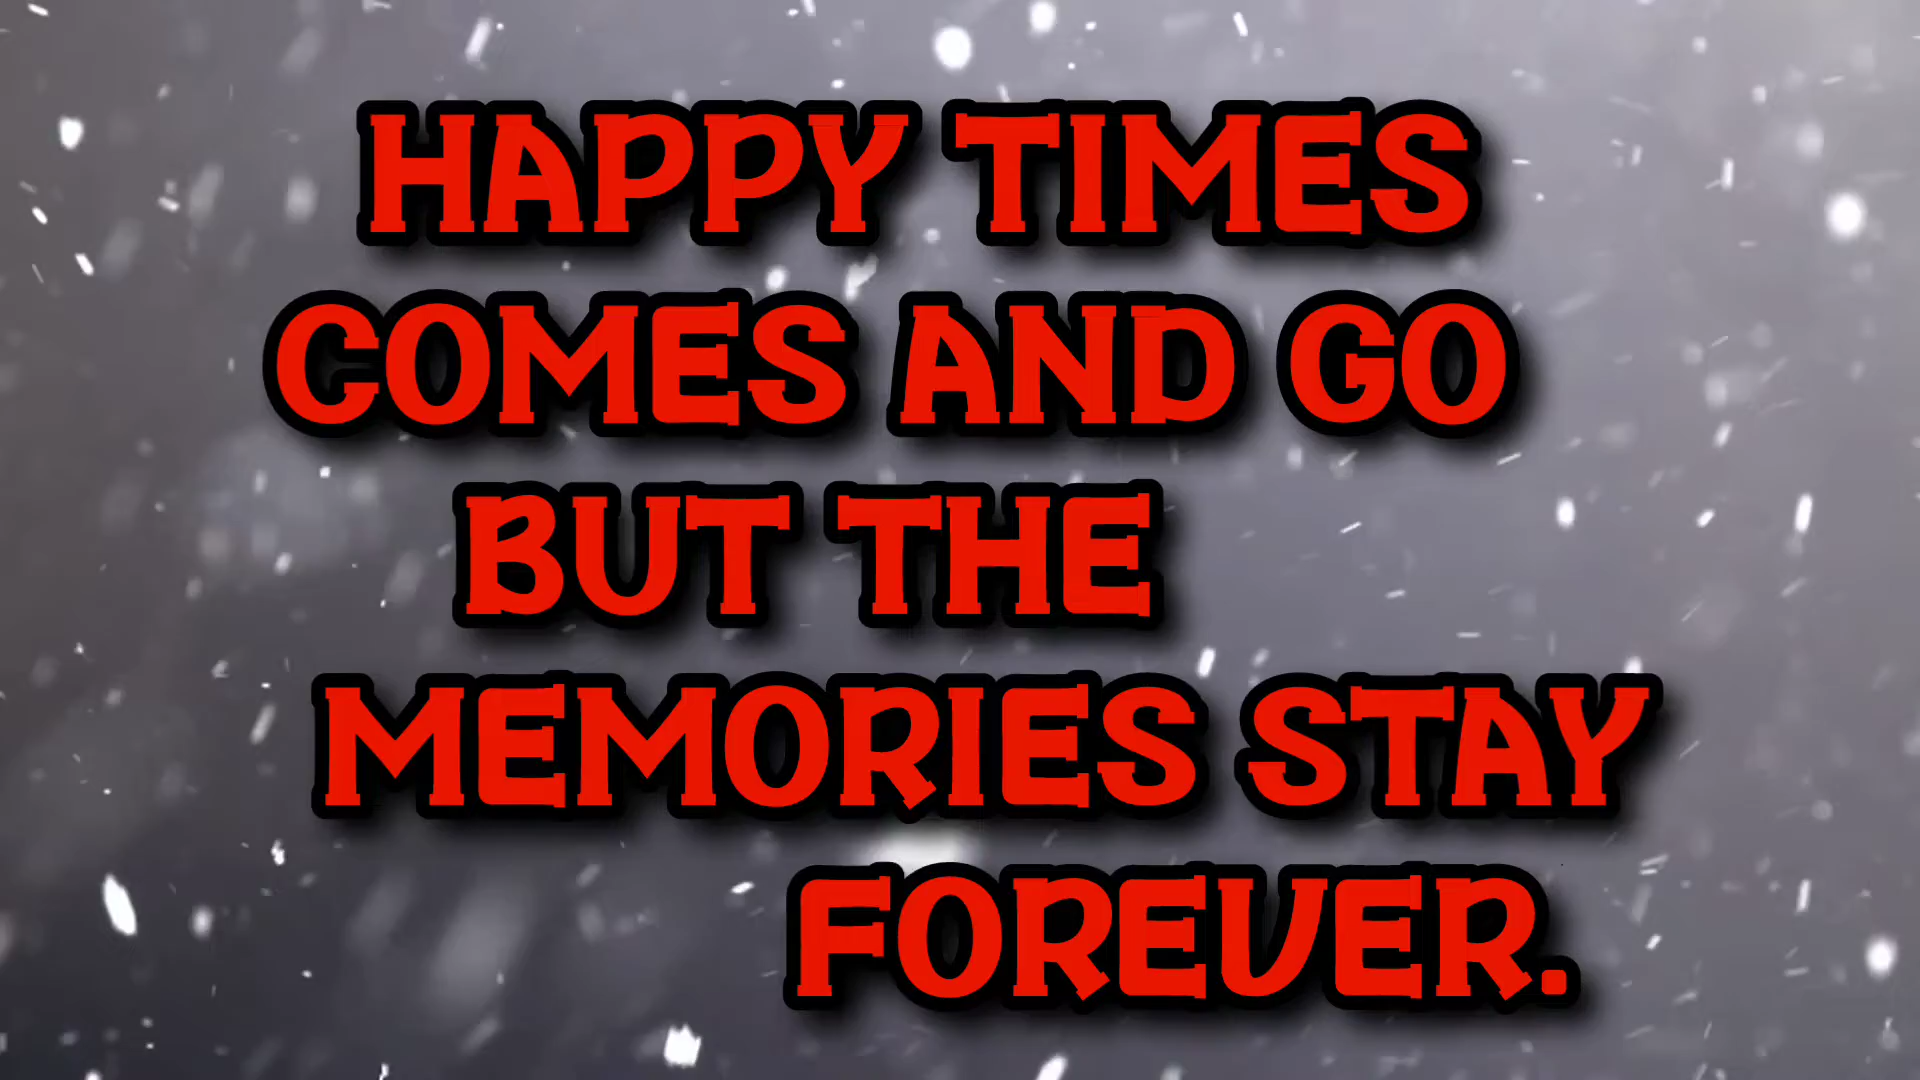 HAPPY TIMES
COMES AND GO
BUT THE
MEMORIES STAY
FOREVER.